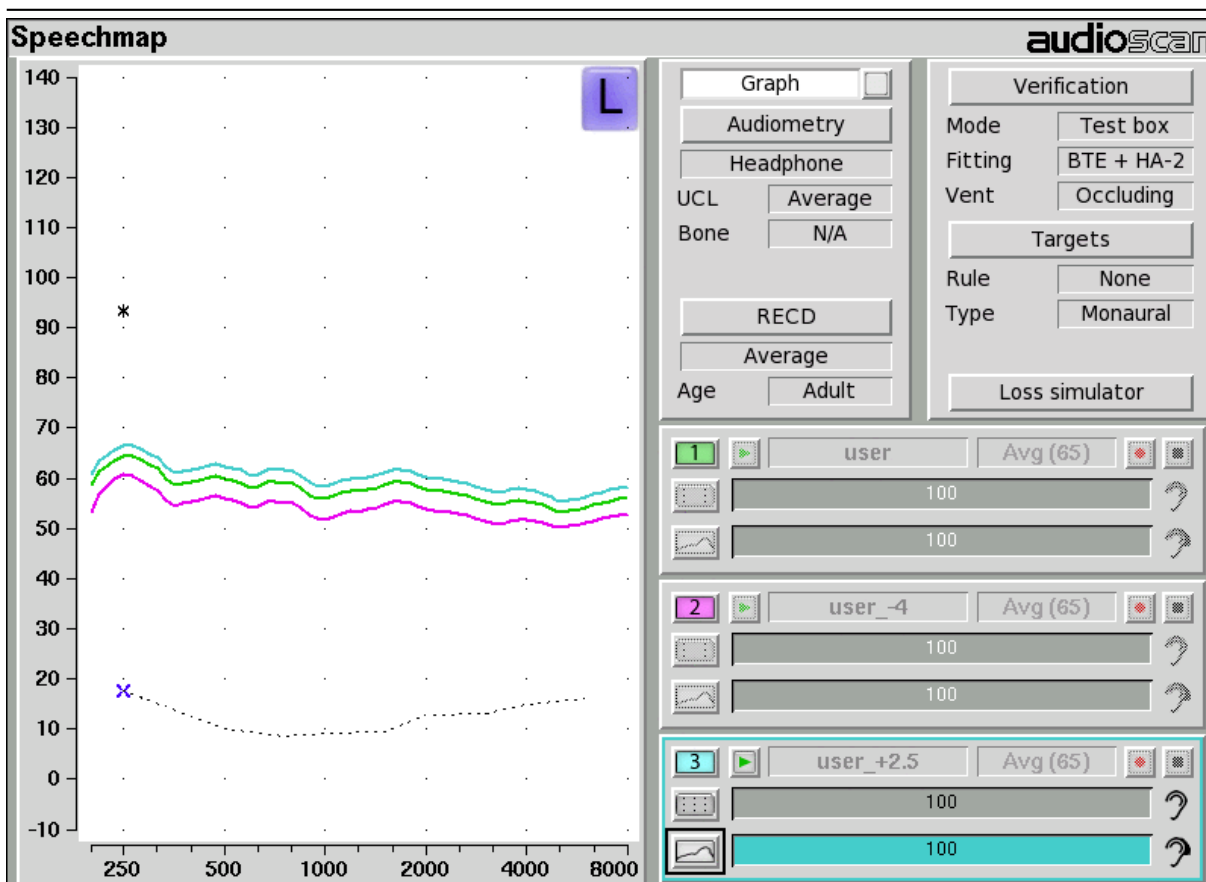 Speechmap
audioscan
L
140
130
120
110
100
90
80
70
60
50
40
30
20
10
0
-10
250 500 1000 2000 4000 8000
Graph
Audiometry
Headphone
UCL Average
Bone N/A
RECD
Average
Age Adult
Verification
Mode Test box
Fitting BTE + HA-2
Vent Occluding
Targets
Rule None
Type Monaural
Loss simulator
1 user Avg (65)
100
100
2 user_-4 Avg (65)
100
100
3 user_+2.5 Avg (65)
100
100